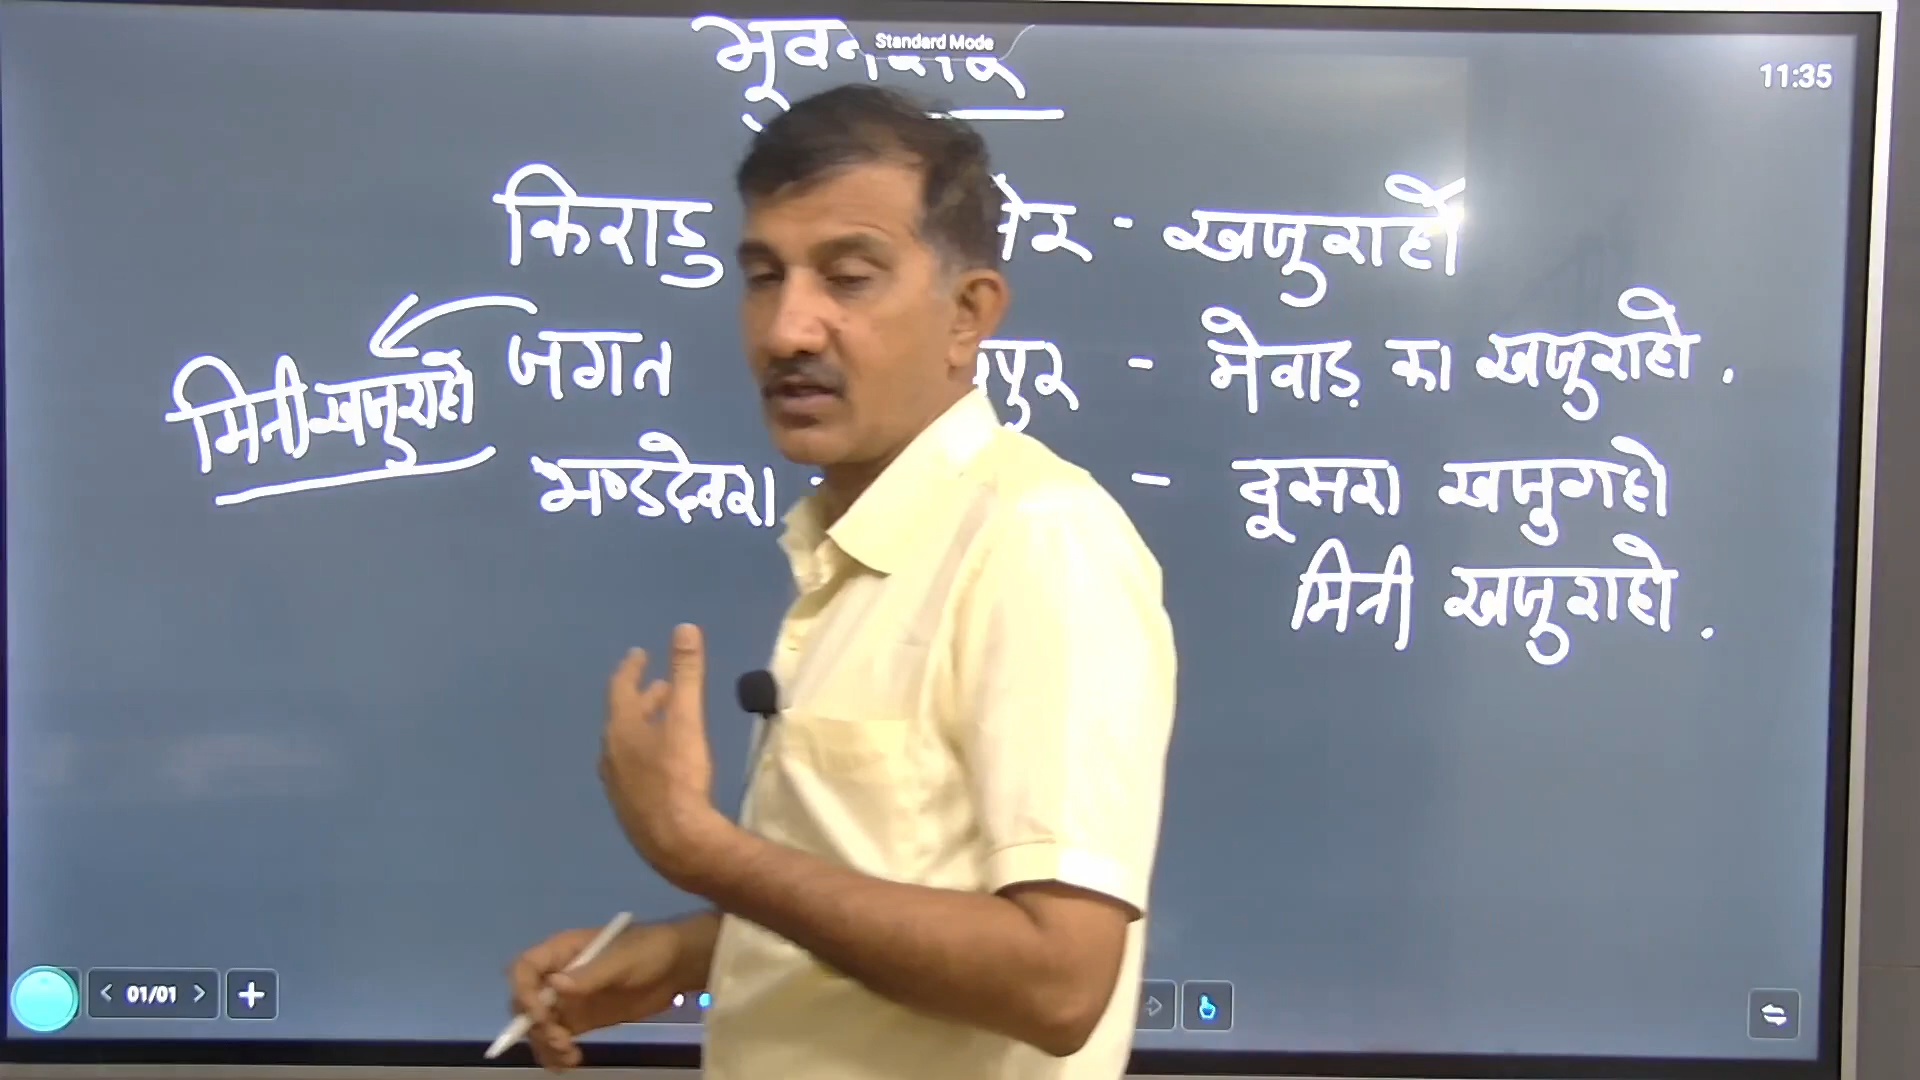 Standard Mode
11:35
किराडु - खजुराहो
जगत पुर - मेवाड़ का खजुराहो.
मिनी खजुराहो
भण्डदेवरा - दूसरा खजुराहो
मिनी खजुराहो.
< 01/01 > +